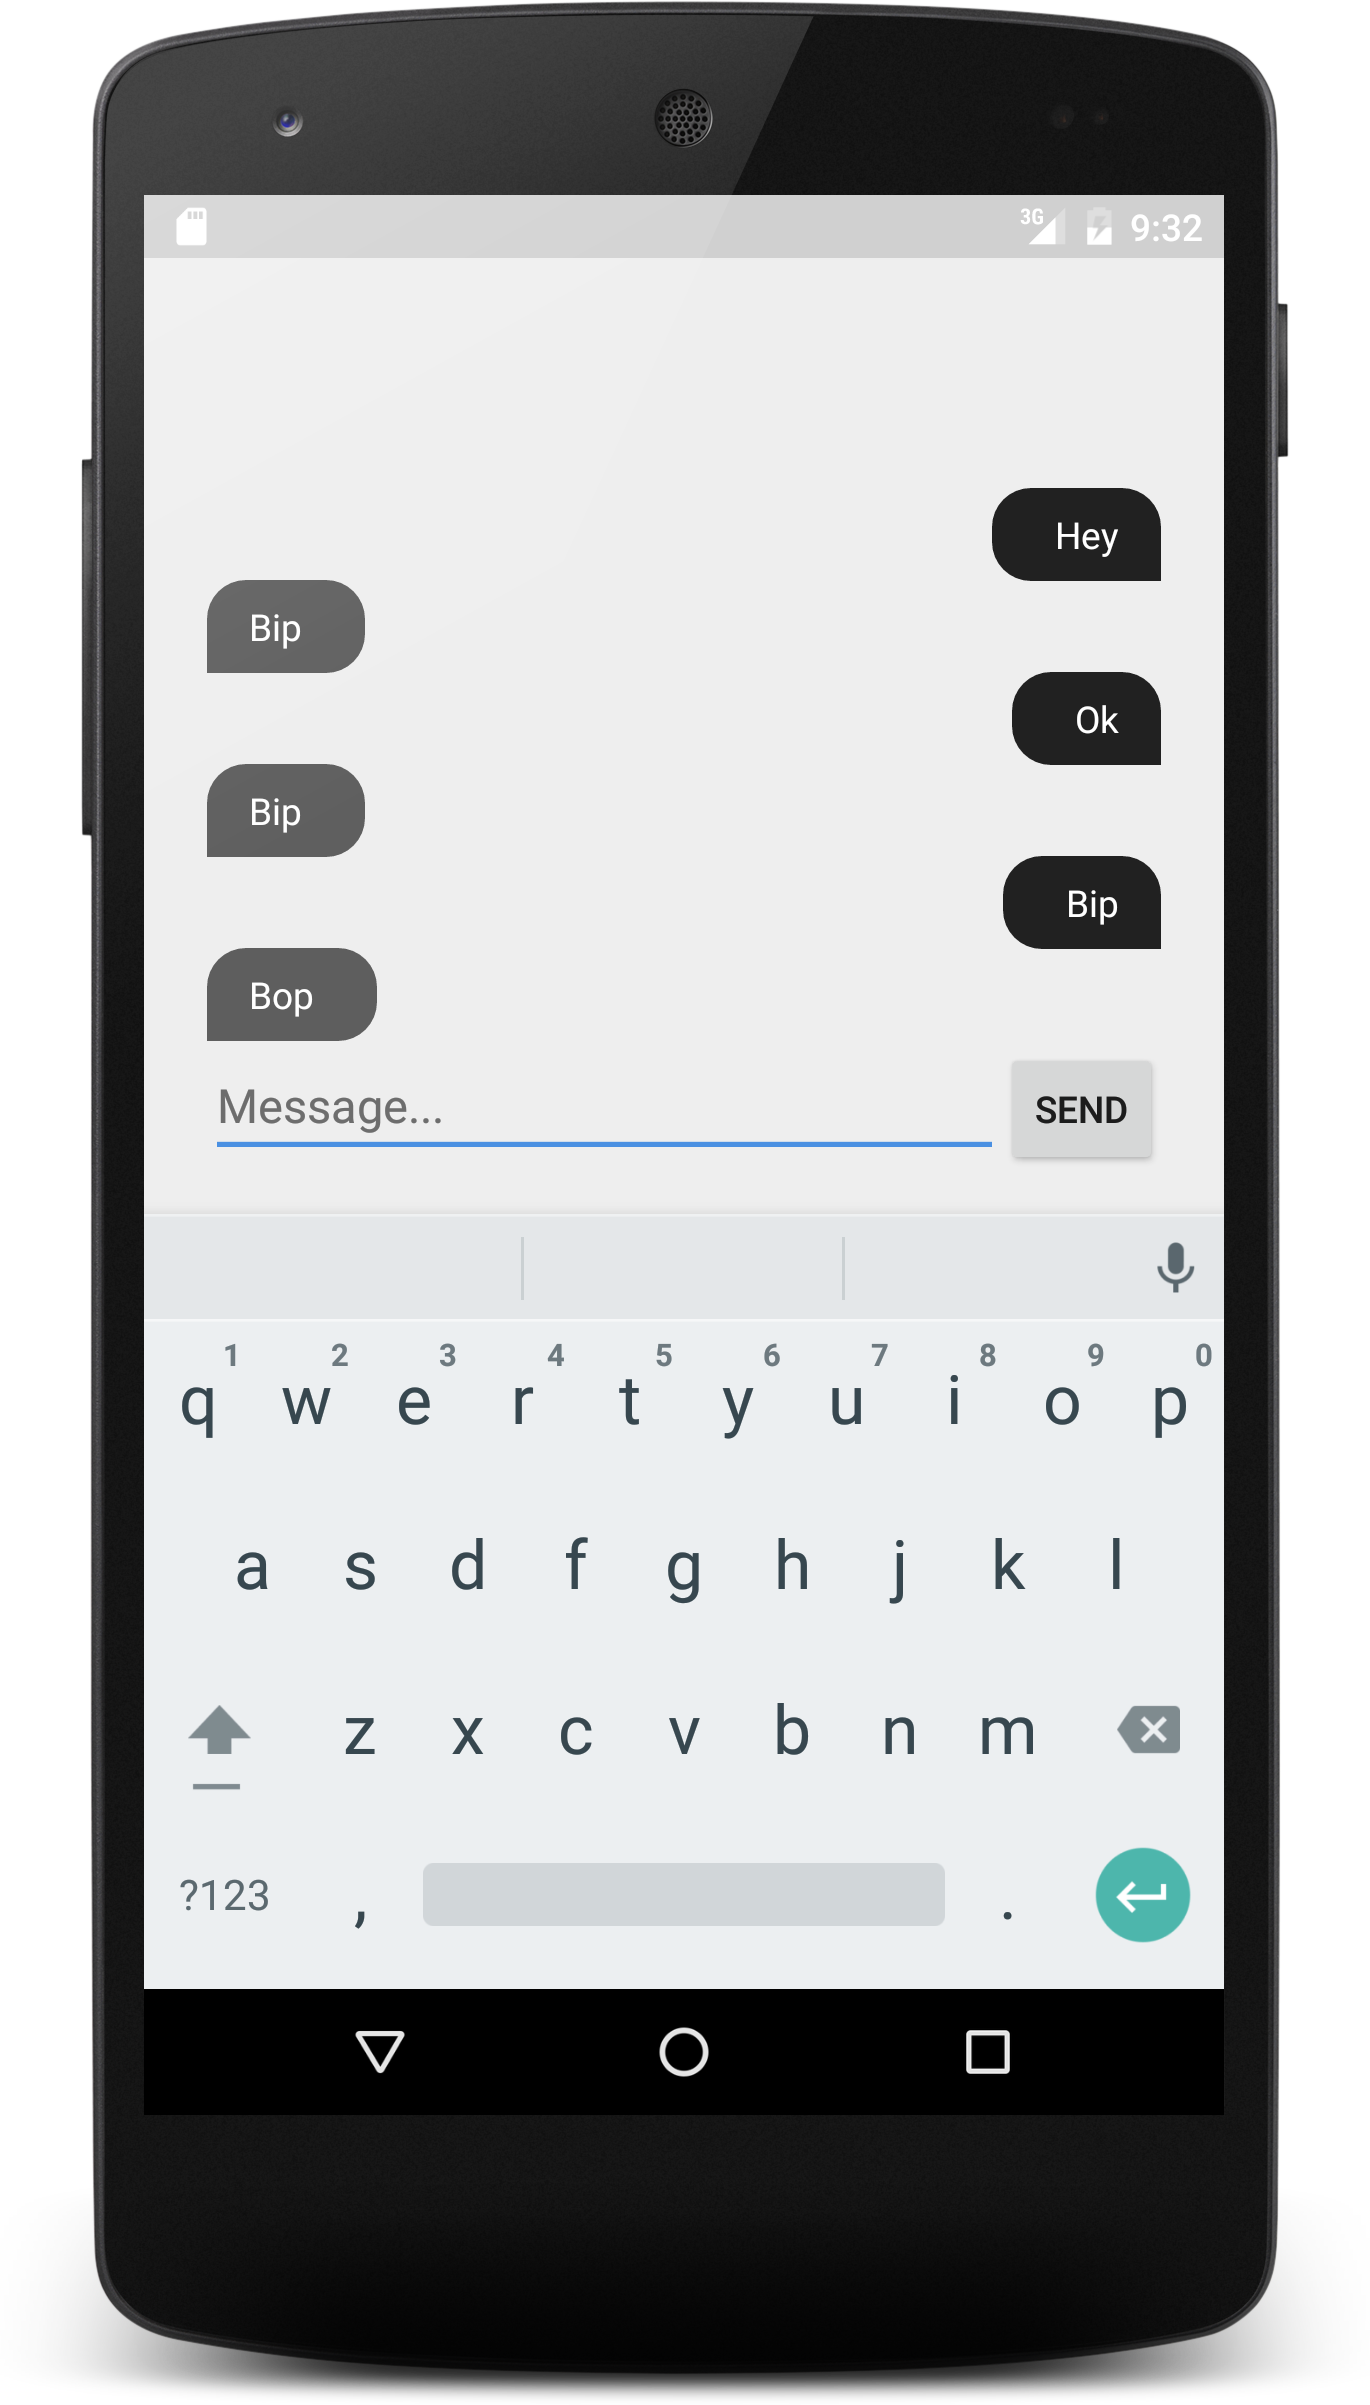 3G 9:32
Hey
Bip
Ok
Bip
Bip
Bop
Message... SEND
1 2 3 4 5 6 7 8 9 0
q w e r t y u i o p
a s d f g h j k l
z x c v b n m
?123 , .